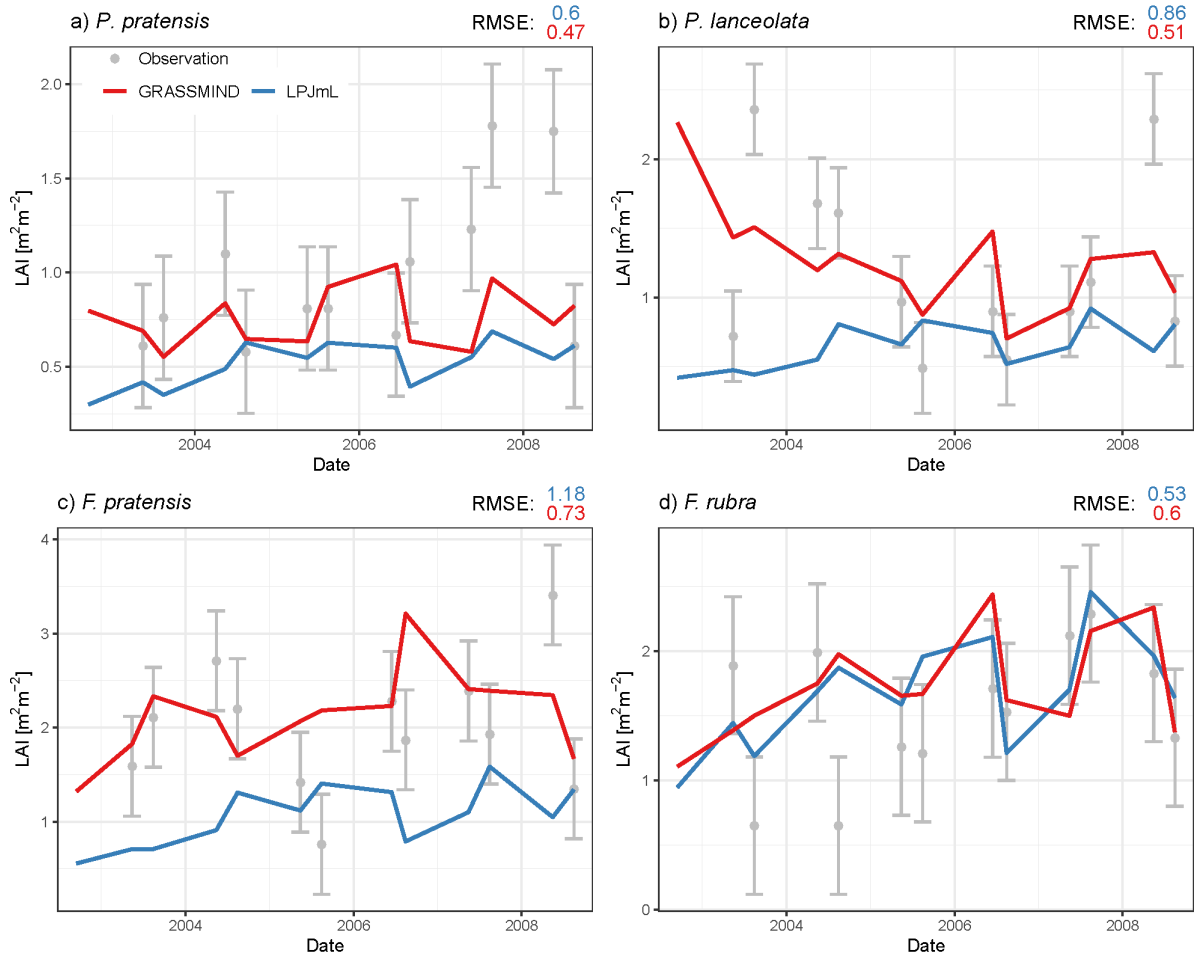 a) P. pratensis
RMSE:
0.6
0.47
Observation
GRASSMIND
LPJmL
2.0
1.5
1.0
0.5
LAI [m²m⁻²]
2004
2006
2008
Date
b) P. lanceolata
RMSE:
0.86
0.51
2
1
LAI [m²m⁻²]
2004
2006
2008
Date
c) F. pratensis
RMSE:
1.18
0.73
4
3
2
1
LAI [m²m⁻²]
2004
2006
2008
Date
d) F. rubra
RMSE:
0.53
0.6
2
1
0
LAI [m²m⁻²]
2004
2006
2008
Date